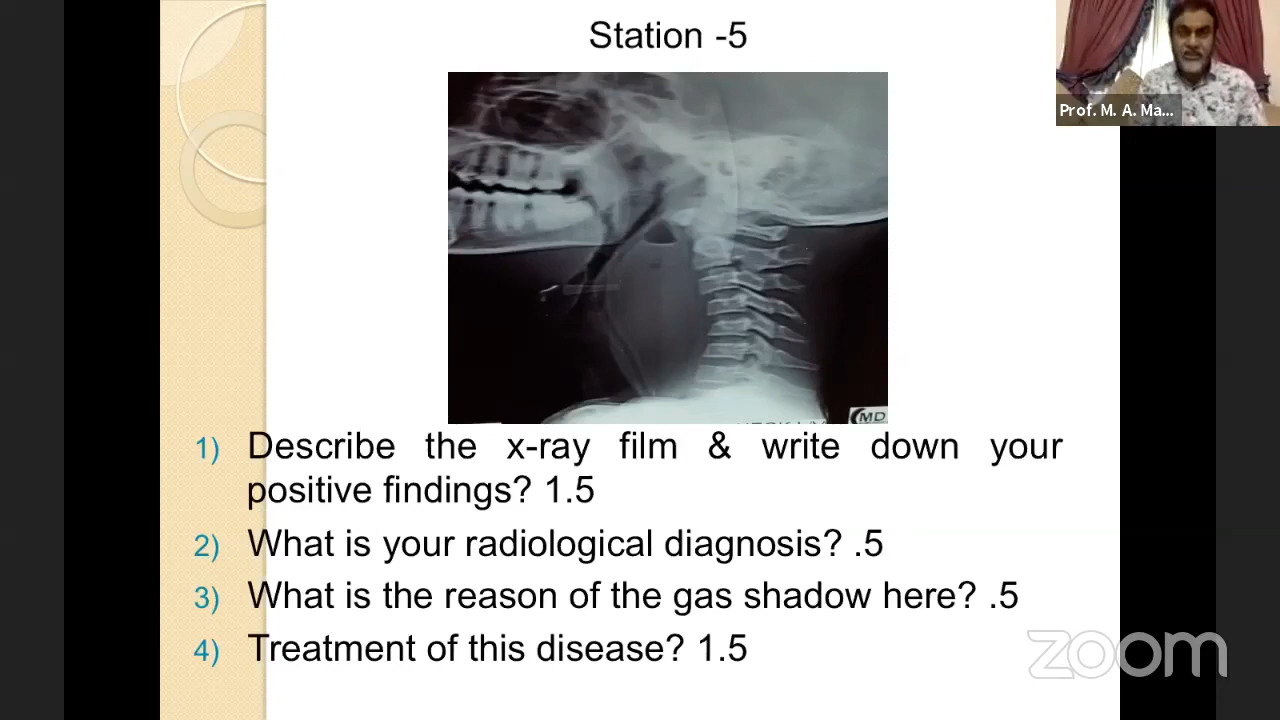 Station -5
Prof. M. A. Ma...
MD
1) Describe the x-ray film & write down your
positive findings? 1.5
2) What is your radiological diagnosis? .5
3) What is the reason of the gas shadow here? .5
4) Treatment of this disease? 1.5
zoom